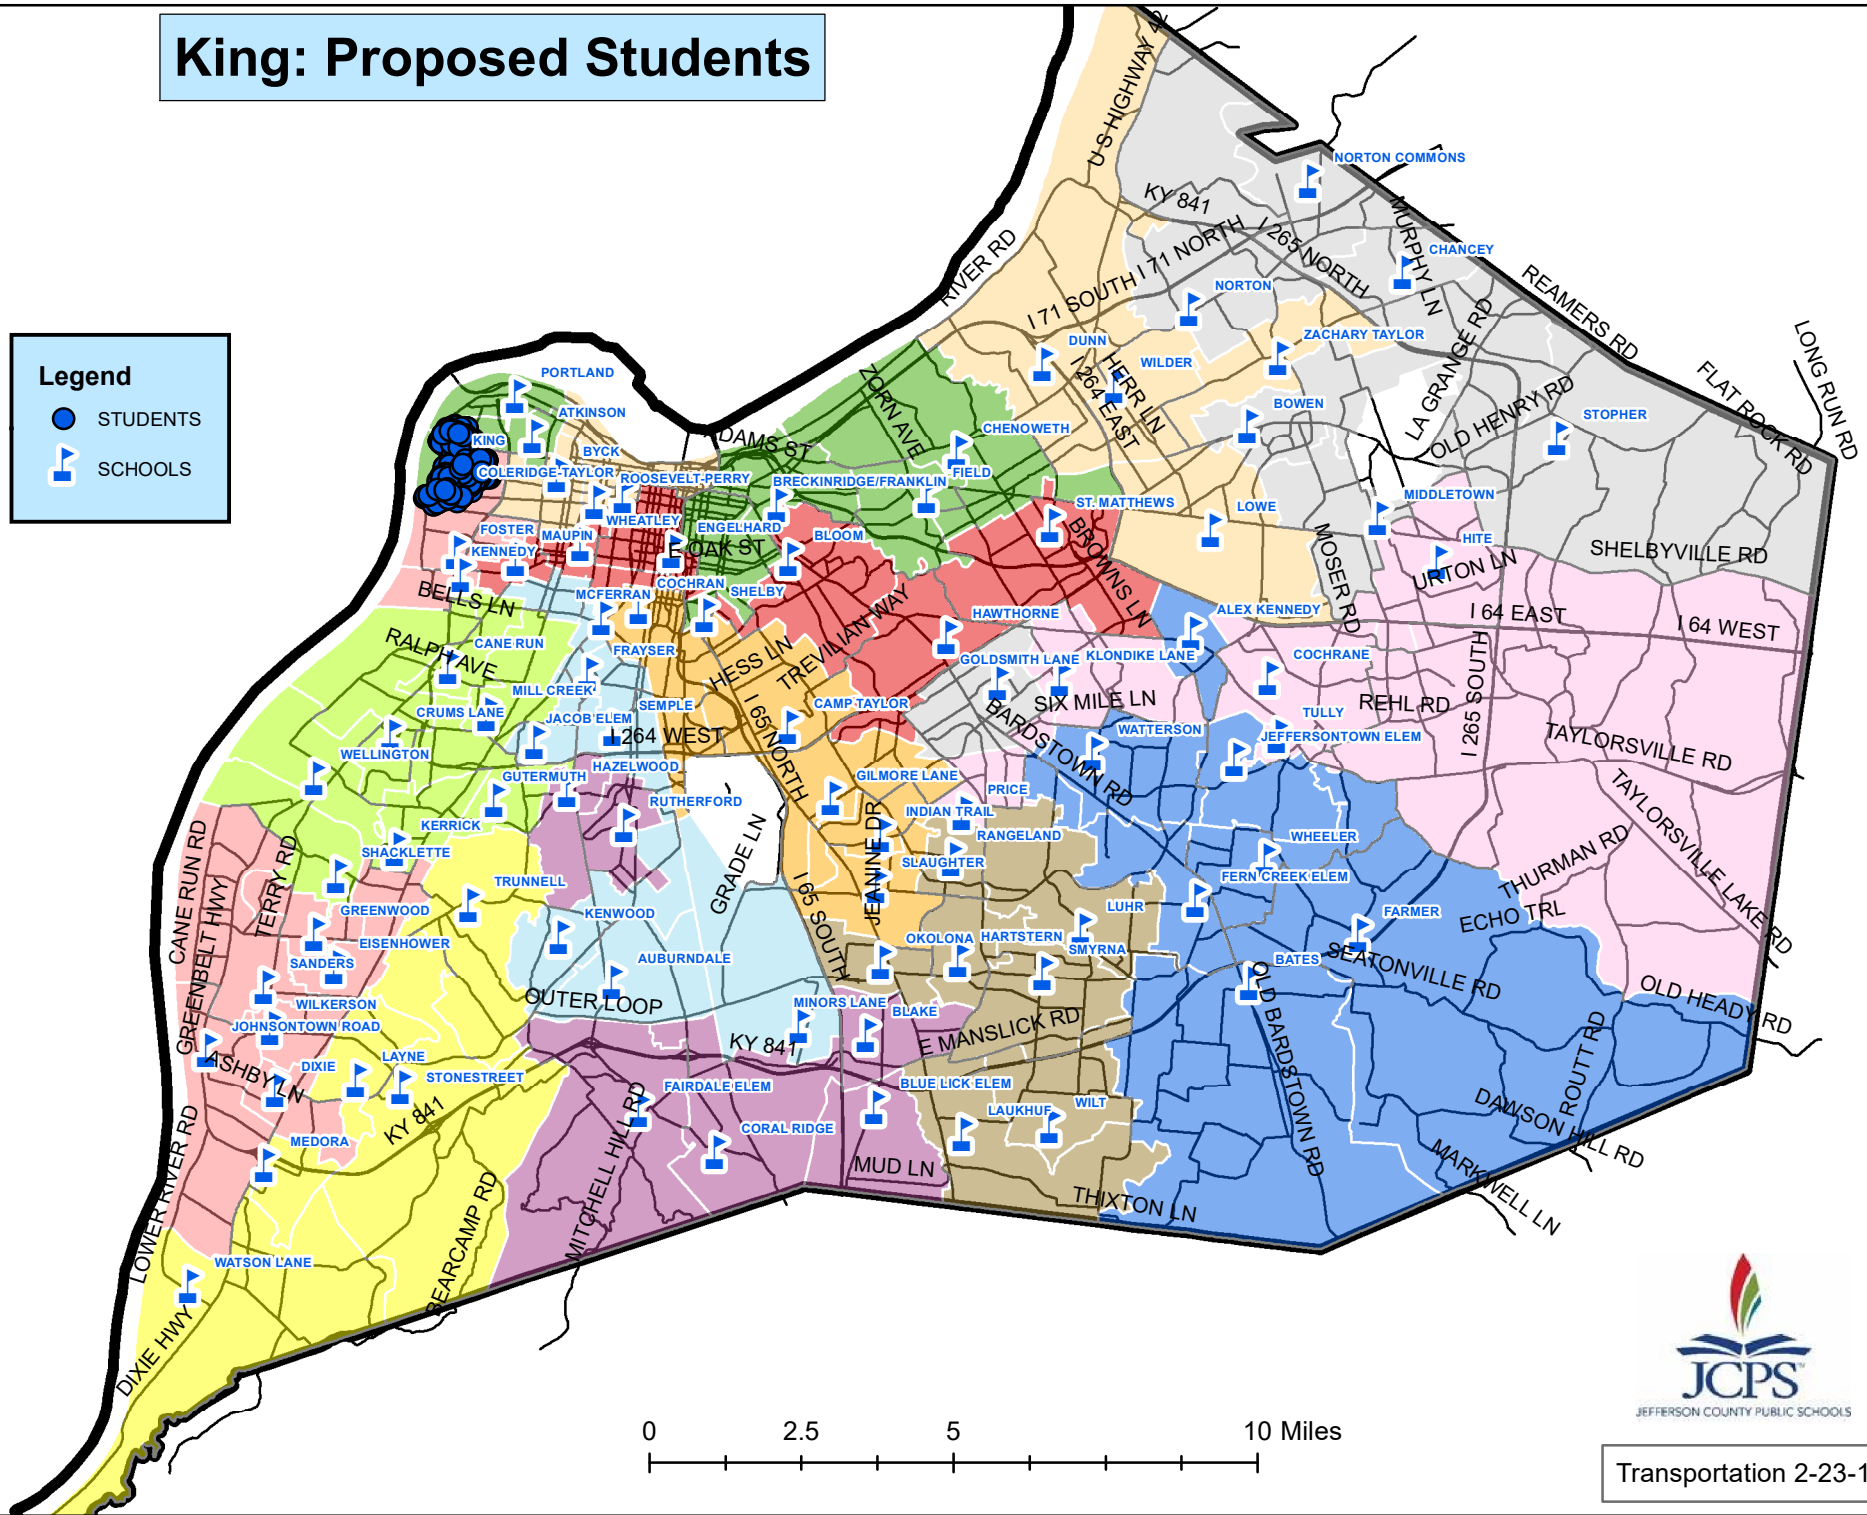 King: Proposed Students
Legend
STUDENTS
SCHOOLS
U S HIGHWAY 42
NORTON COMMONS
KY 841
MURPHY LN
I 71 NORTH
I 265 NORTH
CHANCEY
RIVER RD
REAMERS RD
I 71 SOUTH
NORTON
LONG RUN RD
LA GRANGE RD
ZACHARY TAYLOR
DUNN
WILDER
HERR LN
I 264 EAST
FLAT ROCK RD
PORTLAND
ZORN AVE
OLD HENRY RD
BOWEN
STOPHER
ATKINSON
ADAMS ST
CHENOWETH
KING
BYCK
COLERIDGE-TAYLOR
ROOSEVELT-PERRY
BRECKINRIDGE/FRANKLIN
FIELD
ST. MATTHEWS
LOWE
MIDDLETOWN
WHEATLEY
ENGELHARD
BLOOM
FOSTER
MAUPIN
E OAK ST
BROWNS LN
MOSER RD
HITE
SHELBYVILLE RD
KENNEDY
URTON LN
BELLS LN
MCFERRAN
COCHRAN
SHELBY
HAWTHORNE
ALEX KENNEDY
I 64 EAST
I 64 WEST
RALPH AVE
CANE RUN
FRAYSER
HESS LN
TREVILIAN WAY
GOLDSMITH LANE
KLONDIKE LANE
COCHRANE
I 265 SOUTH
MILL CREEK
SEMPLE
I 65 NORTH
CAMP TAYLOR
SIX MILE LN
REHL RD
CRUMS LANE
JACOB ELEM
I 264 WEST
BARDSTOWN RD
WATTERSON
TULLY
JEFFERSONTOWN ELEM
TAYLORSVILLE RD
WELLINGTON
GUTERMUTH
HAZELWOOD
GILMORE LANE
PRICE
RUTHERFORD
INDIAN TRAIL
TAYLORSVILLE LAKE RD
KERRICK
RANGELAND
WHEELER
THURMAN RD
CANE RUN RD
TERRY RD
SHACKLETTE
GRADE LN
JEANINE DR
SLAUGHTER
FERN CREEK ELEM
GREENBELT HWY
TRUNNELL
I 65 SOUTH
GREENWOOD
KENWOOD
LUHR
FARMER
ECHO TRL
EISENHOWER
OKOLONA
HARTSTERN
SMYRNA
SANDERS
AUBURNDALE
BATES
SEATONVILLE RD
OLD HEADY RD
WILKERSON
OUTER LOOP
MINORS LANE
BLAKE
JOHNSONTOWN ROAD
E MANSLICK RD
KY 841
OLD BARDSTOWN RD
ROUTT RD
ASHBY LN
DIXIE
LAYNE
STONESTREET
FAIRDALE ELEM
BLUE LICK ELEM
LAUKHUF
WILT
DAWSON HILL RD
KY 841
MITCHELL HILL RD
CORAL RIDGE
LOWER RIVER RD
MEDORA
MUD LN
MARKWELL LN
BEARCAMP RD
THIXTON LN
WATSON LANE
DIXIE HWY
JCPS
JEFFERSON COUNTY PUBLIC SCHOOLS
0 2.5 5 10 Miles
Transportation 2-23-1